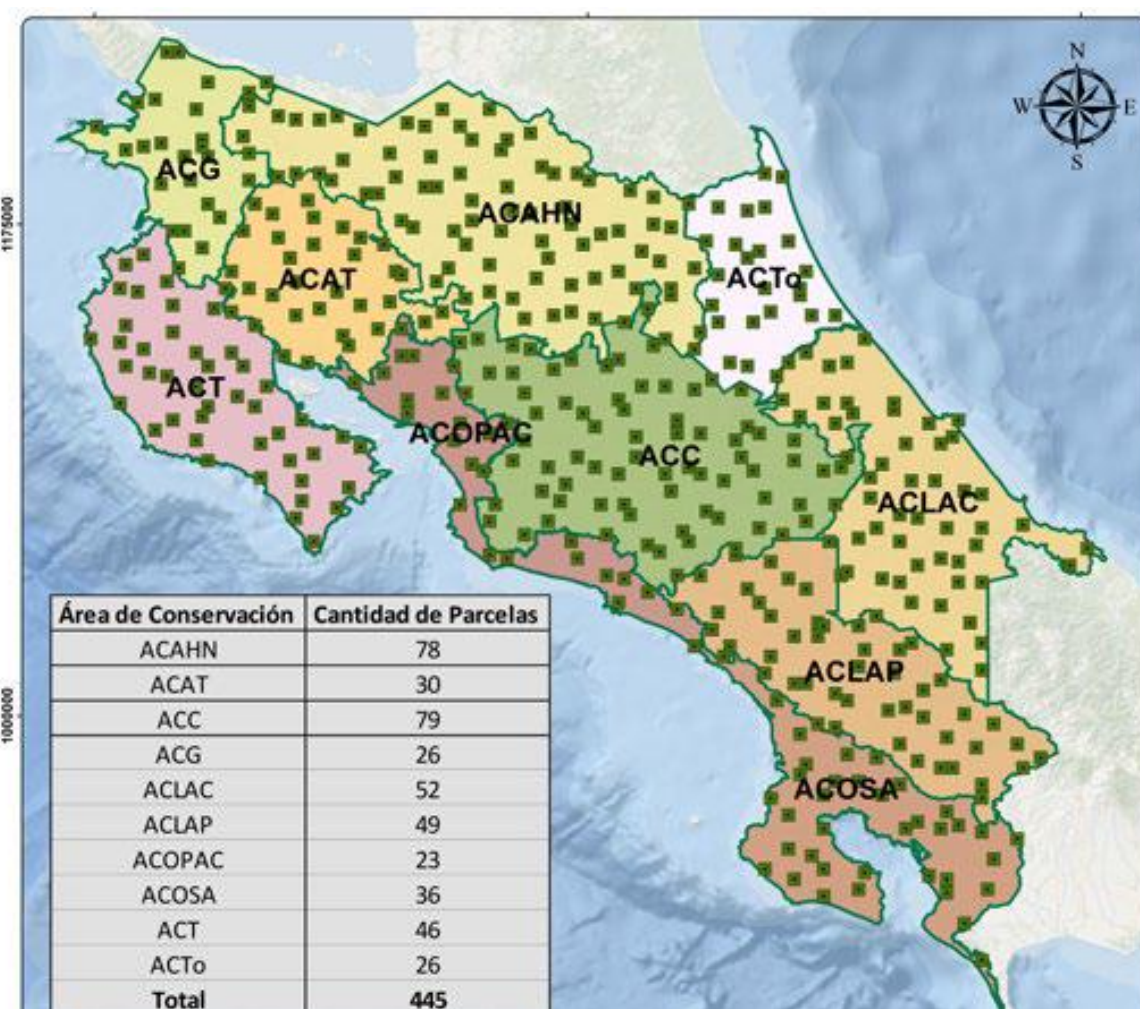 N
W E
S
1175000
1000000
ACG
ACAHN
ACAT
ACTo
ACT
ACOPAC
ACC
ACLAC
ACLAP
ACOSA
Área de Conservación Cantidad de Parcelas
ACAHN 78
ACAT 30
ACC 79
ACG 26
ACLAC 52
ACLAP 49
ACOPAC 23
ACOSA 36
ACT 46
ACTo 26
Total 445